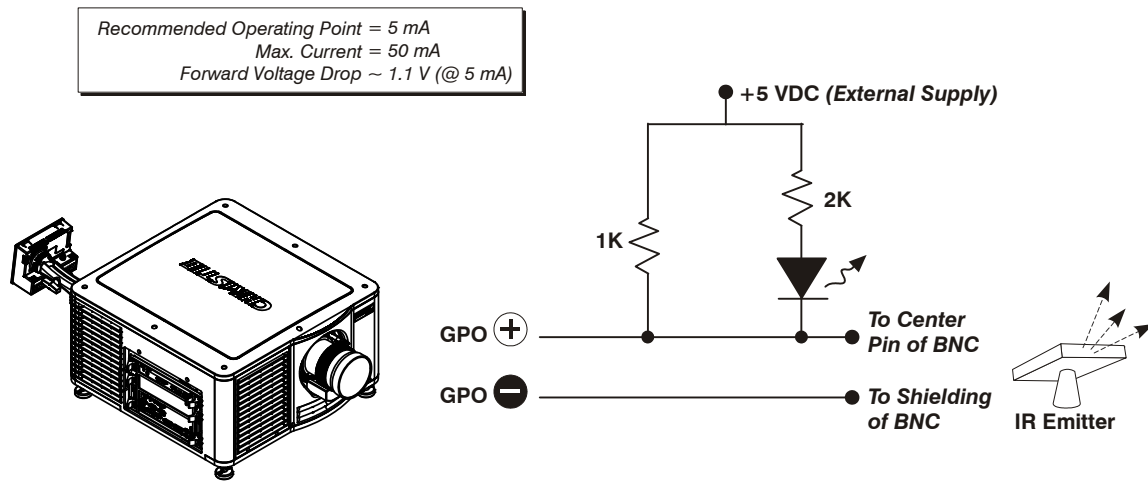 Recommended Operating Point = 5 mA
Max. Current = 50 mA
Forward Voltage Drop ~ 1.1 V (@ 5 mA)
+5 VDC (External Supply)
2K
1K
CHRISTIE
GPO +
To Center
Pin of BNC
GPO −
To Shielding
of BNC
IR Emitter